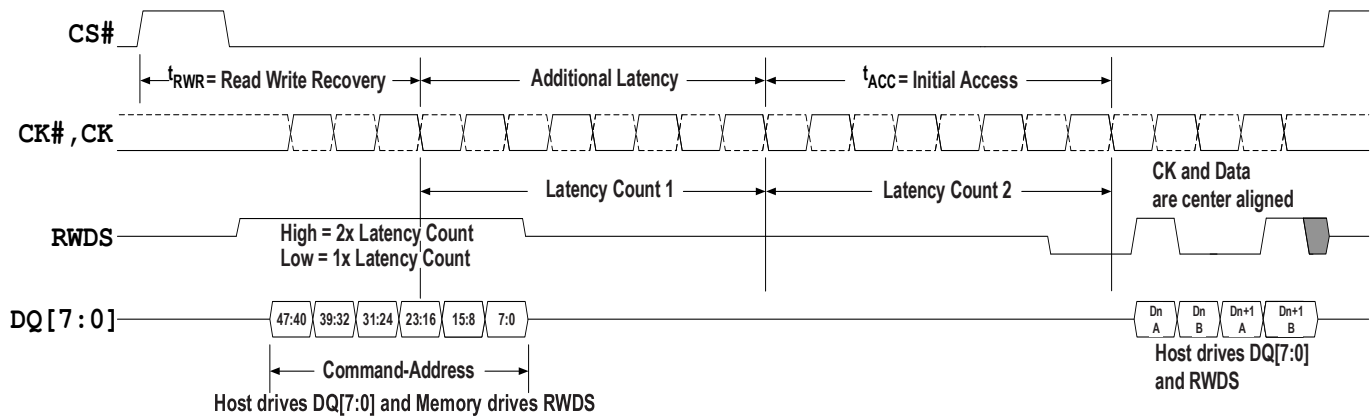 CS#
tRWR = Read Write Recovery
Additional Latency
tACC = Initial Access
CK#,CK
Latency Count 1
Latency Count 2
CK and Data
are center aligned
RWDS
High = 2x Latency Count
Low = 1x Latency Count
DQ[7:0]
47:40 39:32 31:24 23:16 15:8 7:0
Dn Dn Dn+1 Dn+1
A B A B
Command-Address
Host drives DQ[7:0] and Memory drives RWDS
Host drives DQ[7:0]
and RWDS